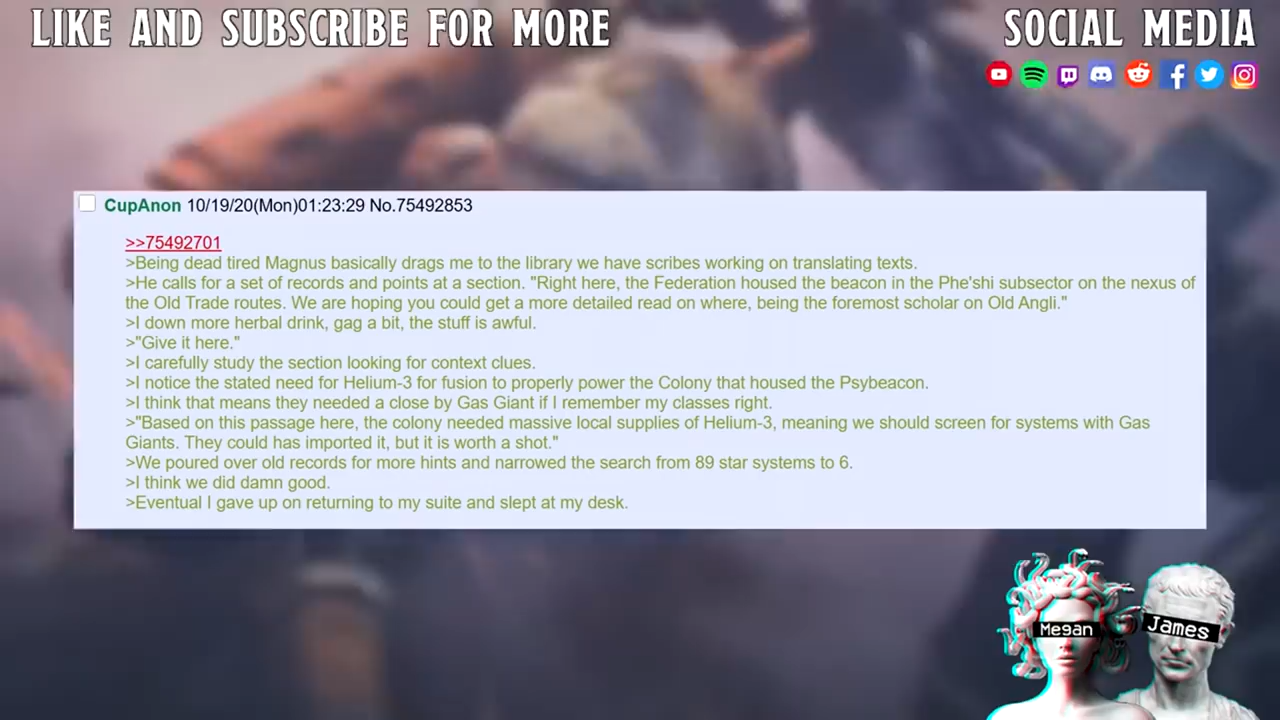 LIKE AND SUBSCRIBE FOR MORE
SOCIAL MEDIA
CupAnon 10/19/20(Mon)01:23:29 No.75492853
>>75492701
>Being dead tired Magnus basically drags me to the library we have scribes working on translating texts.
>He calls for a set of records and points at a section. "Right here, the Federation housed the beacon in the Phe'shi subsector on the nexus of
the Old Trade routes. We are hoping you could get a more detailed read on where, being the foremost scholar on Old Angli."
>I down more herbal drink, gag a bit, the stuff is awful.
>"Give it here."
>I carefully study the section looking for context clues.
>I notice the stated need for Helium-3 for fusion to properly power the Colony that housed the Psybeacon.
>I think that means they needed a close by Gas Giant if I remember my classes right.
>"Based on this passage here, the colony needed massive local supplies of Helium-3, meaning we should screen for systems with Gas
Giants. They could has imported it, but it is worth a shot."
>We poured over old records for more hints and narrowed the search from 89 star systems to 6.
>I think we did damn good.
>Eventual I gave up on returning to my suite and slept at my desk.
Megan
James